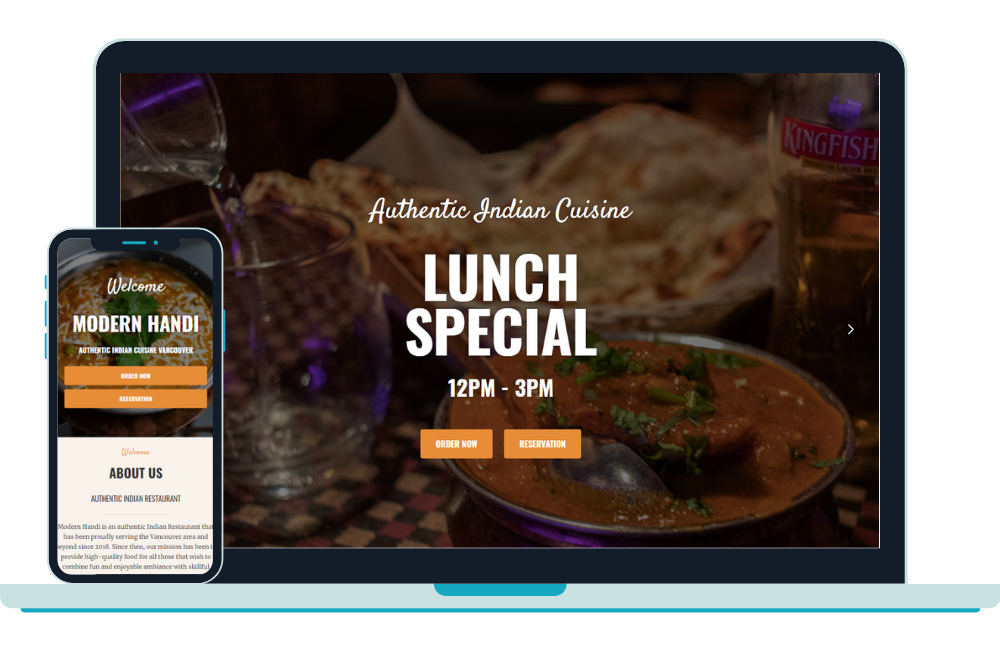 KINGFISH
PREMIUM LAGER
Authentic Indian Cuisine
LUNCH
SPECIAL
12PM - 3PM
ORDER NOW
RESERVATION
Welcome
MODERN HANDI
AUTHENTIC INDIAN CUISINE VANCOUVER
ORDER NOW
RESERVATION
Welcome
ABOUT US
AUTHENTIC INDIAN RESTAURANT
Modern Handi is an authentic Indian Restaurant that
has been proudly serving the Vancouver area and
eyond since 2018. Since then, our mission has been t
provide high-quality food for all those that wish to
combine fun and enjoyable ambiance with skillful